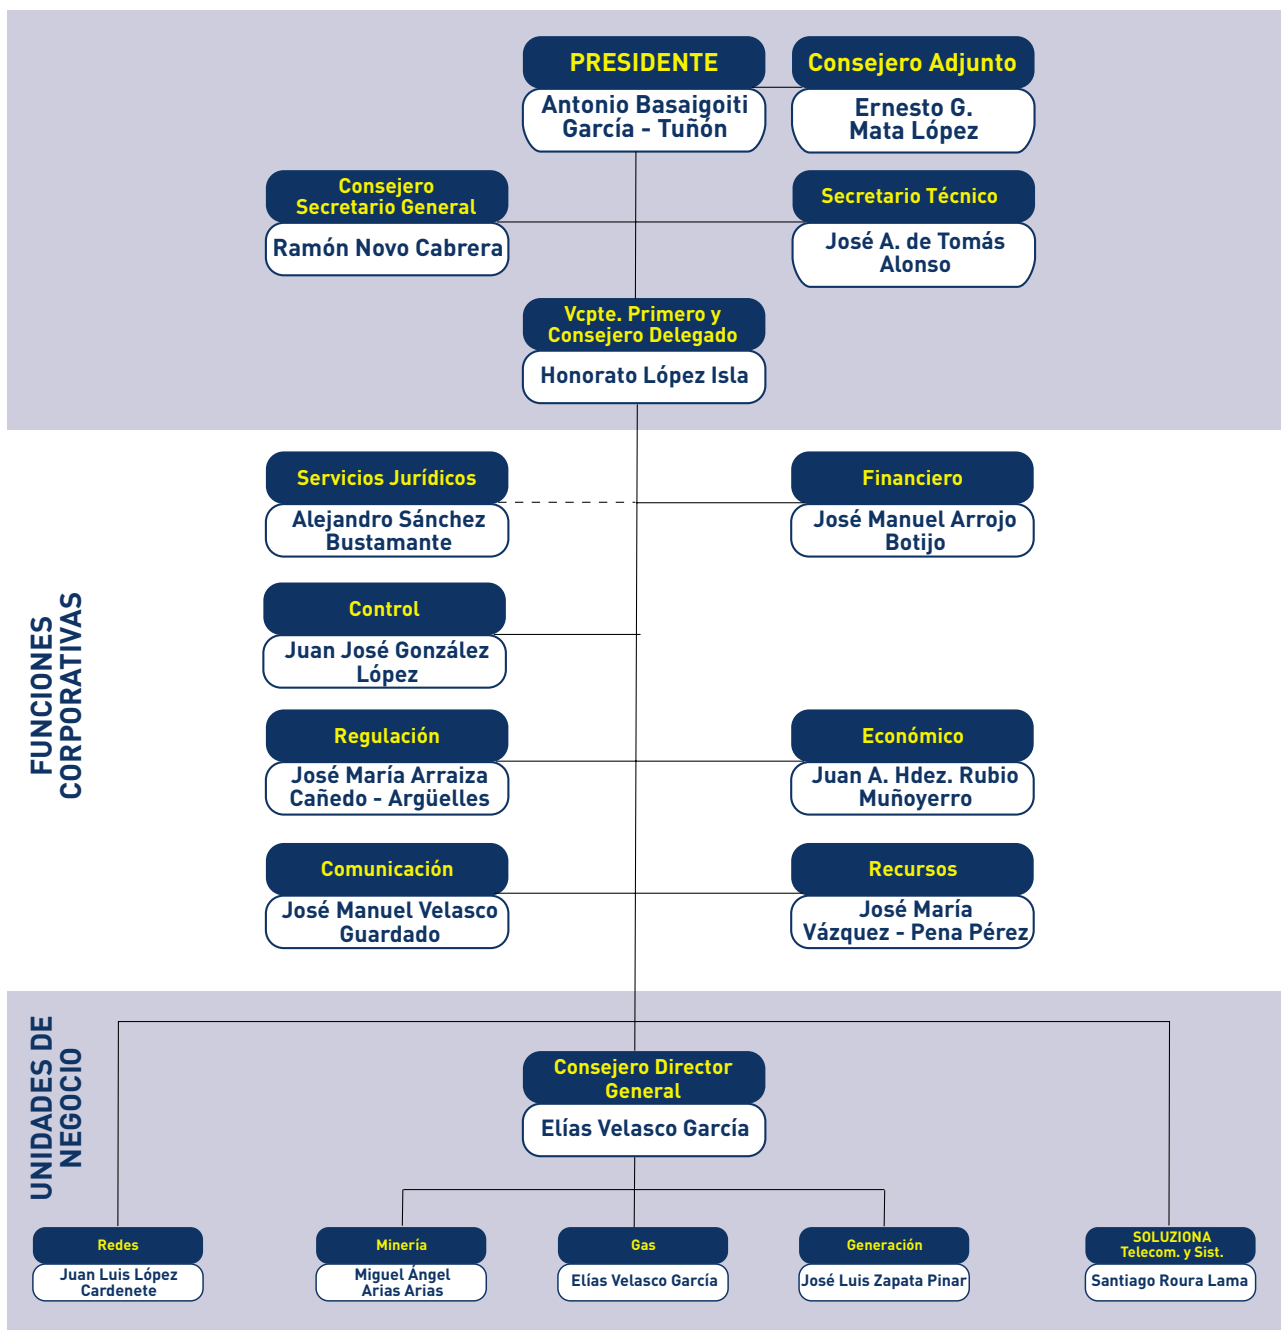 PRESIDENTE
Antonio Basaigoiti
García - Tuñón
Consejero Adjunto
Ernesto G.
Mata López
Consejero
Secretario General
Ramón Novo Cabrera
Secretario Técnico
José A. de Tomás
Alonso
Vcpte. Primero y
Consejero Delegado
Honorato López Isla
FUNCIONES
CORPORATIVAS
Servicios Jurídicos
Alejandro Sánchez
Bustamante
Financiero
José Manuel Arrojo
Botijo
Control
Juan José González
López
Regulación
José María Arraiza
Cañedo - Argüelles
Económico
Juan A. Hdez. Rubio
Muñoyerro
Comunicación
José Manuel Velasco
Guardado
Recursos
José María
Vázquez - Pena Pérez
UNIDADES DE
NEGOCIO
Consejero Director
General
Elías Velasco García
Redes
Juan Luis López
Cardenete
Minería
Miguel Ángel
Arias Arias
Gas
Elías Velasco García
Generación
José Luis Zapata Pinar
SOLUZIONA
Telecom. y Sist.
Santiago Roura Lama